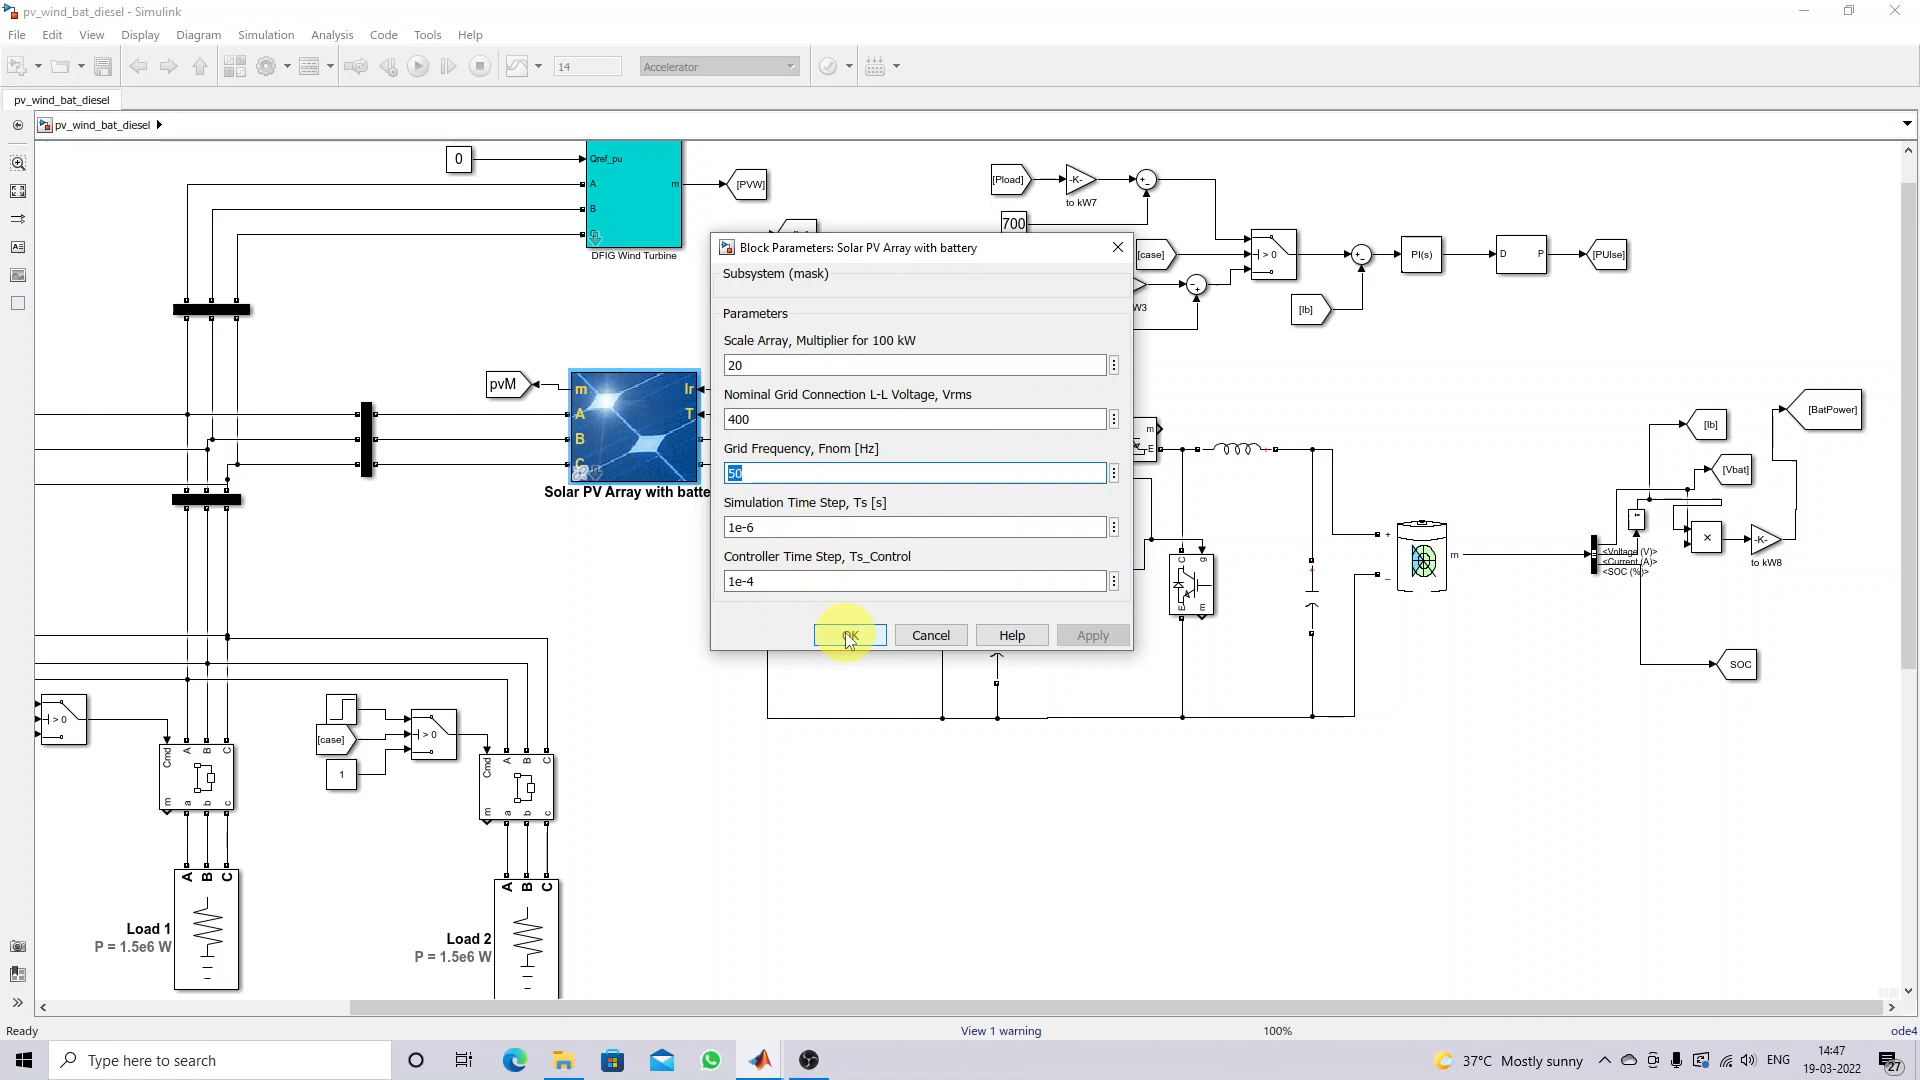 pv_wind_bat_diesel - Simulink
File Edit View Display Diagram Simulation Analysis Code Tools Help
14
Accelerator
pv_wind_bat_diesel
pv_wind_bat_diesel
0
Qref_pu
A
B
m
[PVW]
DFIG Wind Turbine
[Pload]
-K-
to kW7
700
[case]
> 0
PI(s)
D P
[PUlse]
[Ib]
W3
Block Parameters: Solar PV Array with battery
Subsystem (mask)
Parameters
Scale Array, Multiplier for 100 kW
20
Nominal Grid Connection L-L Voltage, Vrms
400
Grid Frequency, Fnom [Hz]
50
Simulation Time Step, Ts [s]
1e-6
Controller Time Step, Ts_Control
1e-4
OK Cancel Help Apply
pvM
m Ir
A T
B
C
Solar PV Array with batte
m
E
[BatPower]
[Ib]
[Vbat]
-K-
to kW8
<Voltage (V)>
<Current (A)>
<SOC (%)>
m
SOC
g
C
E
m
> 0
[case]
1
> 0
Cmd A B C
m a b c
Cmd A B C
m a b c
A B C
A B C
Load 1
P = 1.5e6 W
Load 2
P = 1.5e6 W
Ready
View 1 warning
100%
ode4
Type here to search
37°C Mostly sunny
ENG
14:47
19-03-2022
27